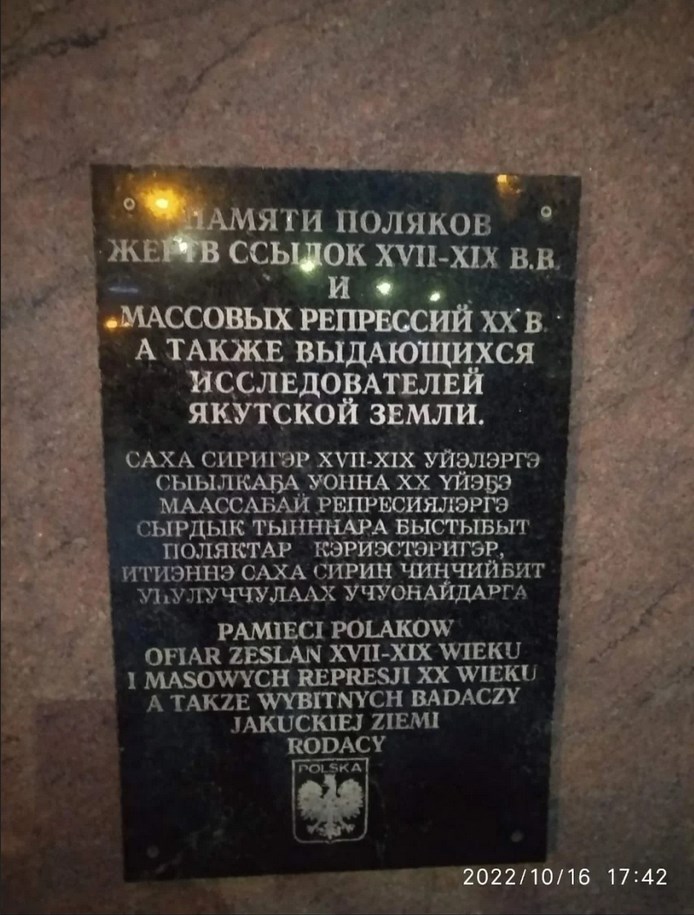 ПАМЯТИ ПОЛЯКОВ
ЖЕРТВ ССЫЛОК XVII-XIX В.В.
И
МАССОВЫХ РЕПРЕССИЙ XX В.
А ТАКЖЕ ВЫДАЮЩИХСЯ
ИССЛЕДОВАТЕЛЕЙ
ЯКУТСКОЙ ЗЕМЛИ.
САХА СИРИГЭР XVII-XIX УЙЭЛЭРГЭ
СЫЫЛКАҔА УОННА XX ҮЙЭҔЭ
МААССАБАЙ РЕПРЕСИЯЛЭРГЭ
СЫРДЫК ТЫНННАРА БЫСТЫБЫТ
ПОЛЯКТАР КЭРИЭСТЭРИГЭР,
ИТИЭННЭ САХА СИРИН ЧИНЧИЙБИТ
УҺУЛУЧЧУЛААХ УЧУОНАЙДАРГА
PAMIECI POLAKOW
OFIAR ZESLAN XVII-XIX WIEKU
I MASOWYCH REPRESJI XX WIEKU
A TAKZE WYBITNYCH BADACZY
JAKUCKIEJ ZIEMI
RODACY
POLSKA
2022/10/16 17:42